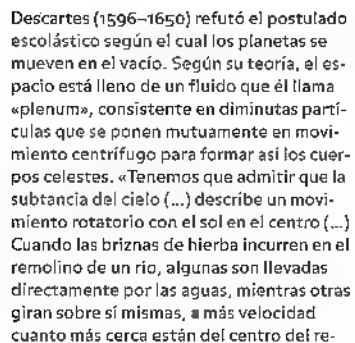 Descartes (1596–1650) refutó el postulado
escolástico según el cual los planetas se
mueven en el vacío. Según su teoría, el es-
pacio está lleno de un fluido que él llama
«plenum», consistente en diminutas partí-
culas que se ponen mutuamente en movi-
miento centrífugo para formar así los cuer-
pos celestes. «Tenemos que admitir que la
subtancia del cielo (...) describe un movi-
miento rotatorio con el sol en el centro (...)
Cuando las briznas de hierba incurren en el
remolino de un río, algunas son llevadas
directamente por las aguas, mientras otras
giran sobre sí mismas, a más velocidad
cuanto más cerca están del centro del re-